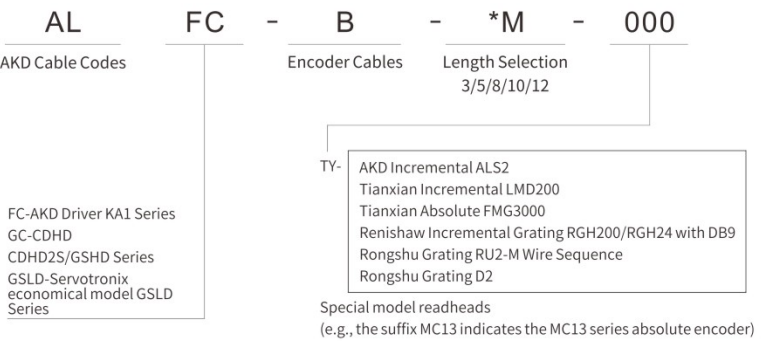 AL FC - B - *M - 000
AKD Cable Codes
Encoder Cables
Length Selection
3/5/8/10/12
TY-
AKD Incremental ALS2
Tianxian Incremental LMD200
Tianxian Absolute FMG3000
Renishaw Incremental Grating RGH200/RGH24 with DB9
Rongshu Grating RU2-M Wire Sequence
Rongshu Grating D2
FC-AKD Driver KA1 Series
GC-CDHD
CDHD2S/GSHD Series
GSLD-Servotronix
economical model GSLD
Series
Special model readheads
(e.g., the suffix MC13 indicates the MC13 series absolute encoder)